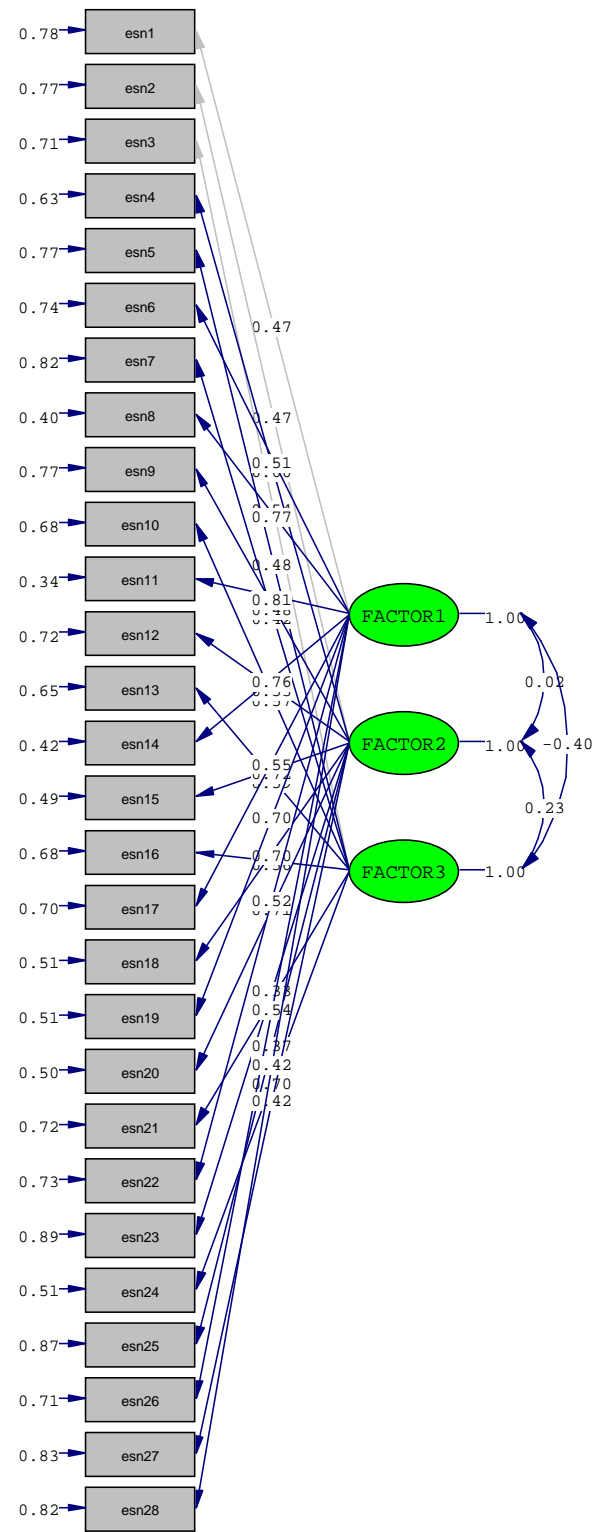 0.78 esn1
0.77 esn2
0.71 esn3
0.63 esn4
0.77 esn5
0.74 esn6
0.82 esn7
0.40 esn8
0.77 esn9
0.68 esn10
0.34 esn11
0.72 esn12
0.65 esn13
0.42 esn14
0.49 esn15
0.68 esn16
0.70 esn17
0.51 esn18
0.51 esn19
0.50 esn20
0.72 esn21
0.73 esn22
0.89 esn23
0.51 esn24
0.87 esn25
0.71 esn26
0.83 esn27
0.82 esn28
0.47
0.47
0.51
0.77
0.48
0.81
0.76
0.55
0.70
0.70
0.52
0.33
0.54
0.37
0.42
0.70
0.42
FACTOR1 1.00
FACTOR2 1.00
FACTOR3 1.00
0.02
-0.40
0.23